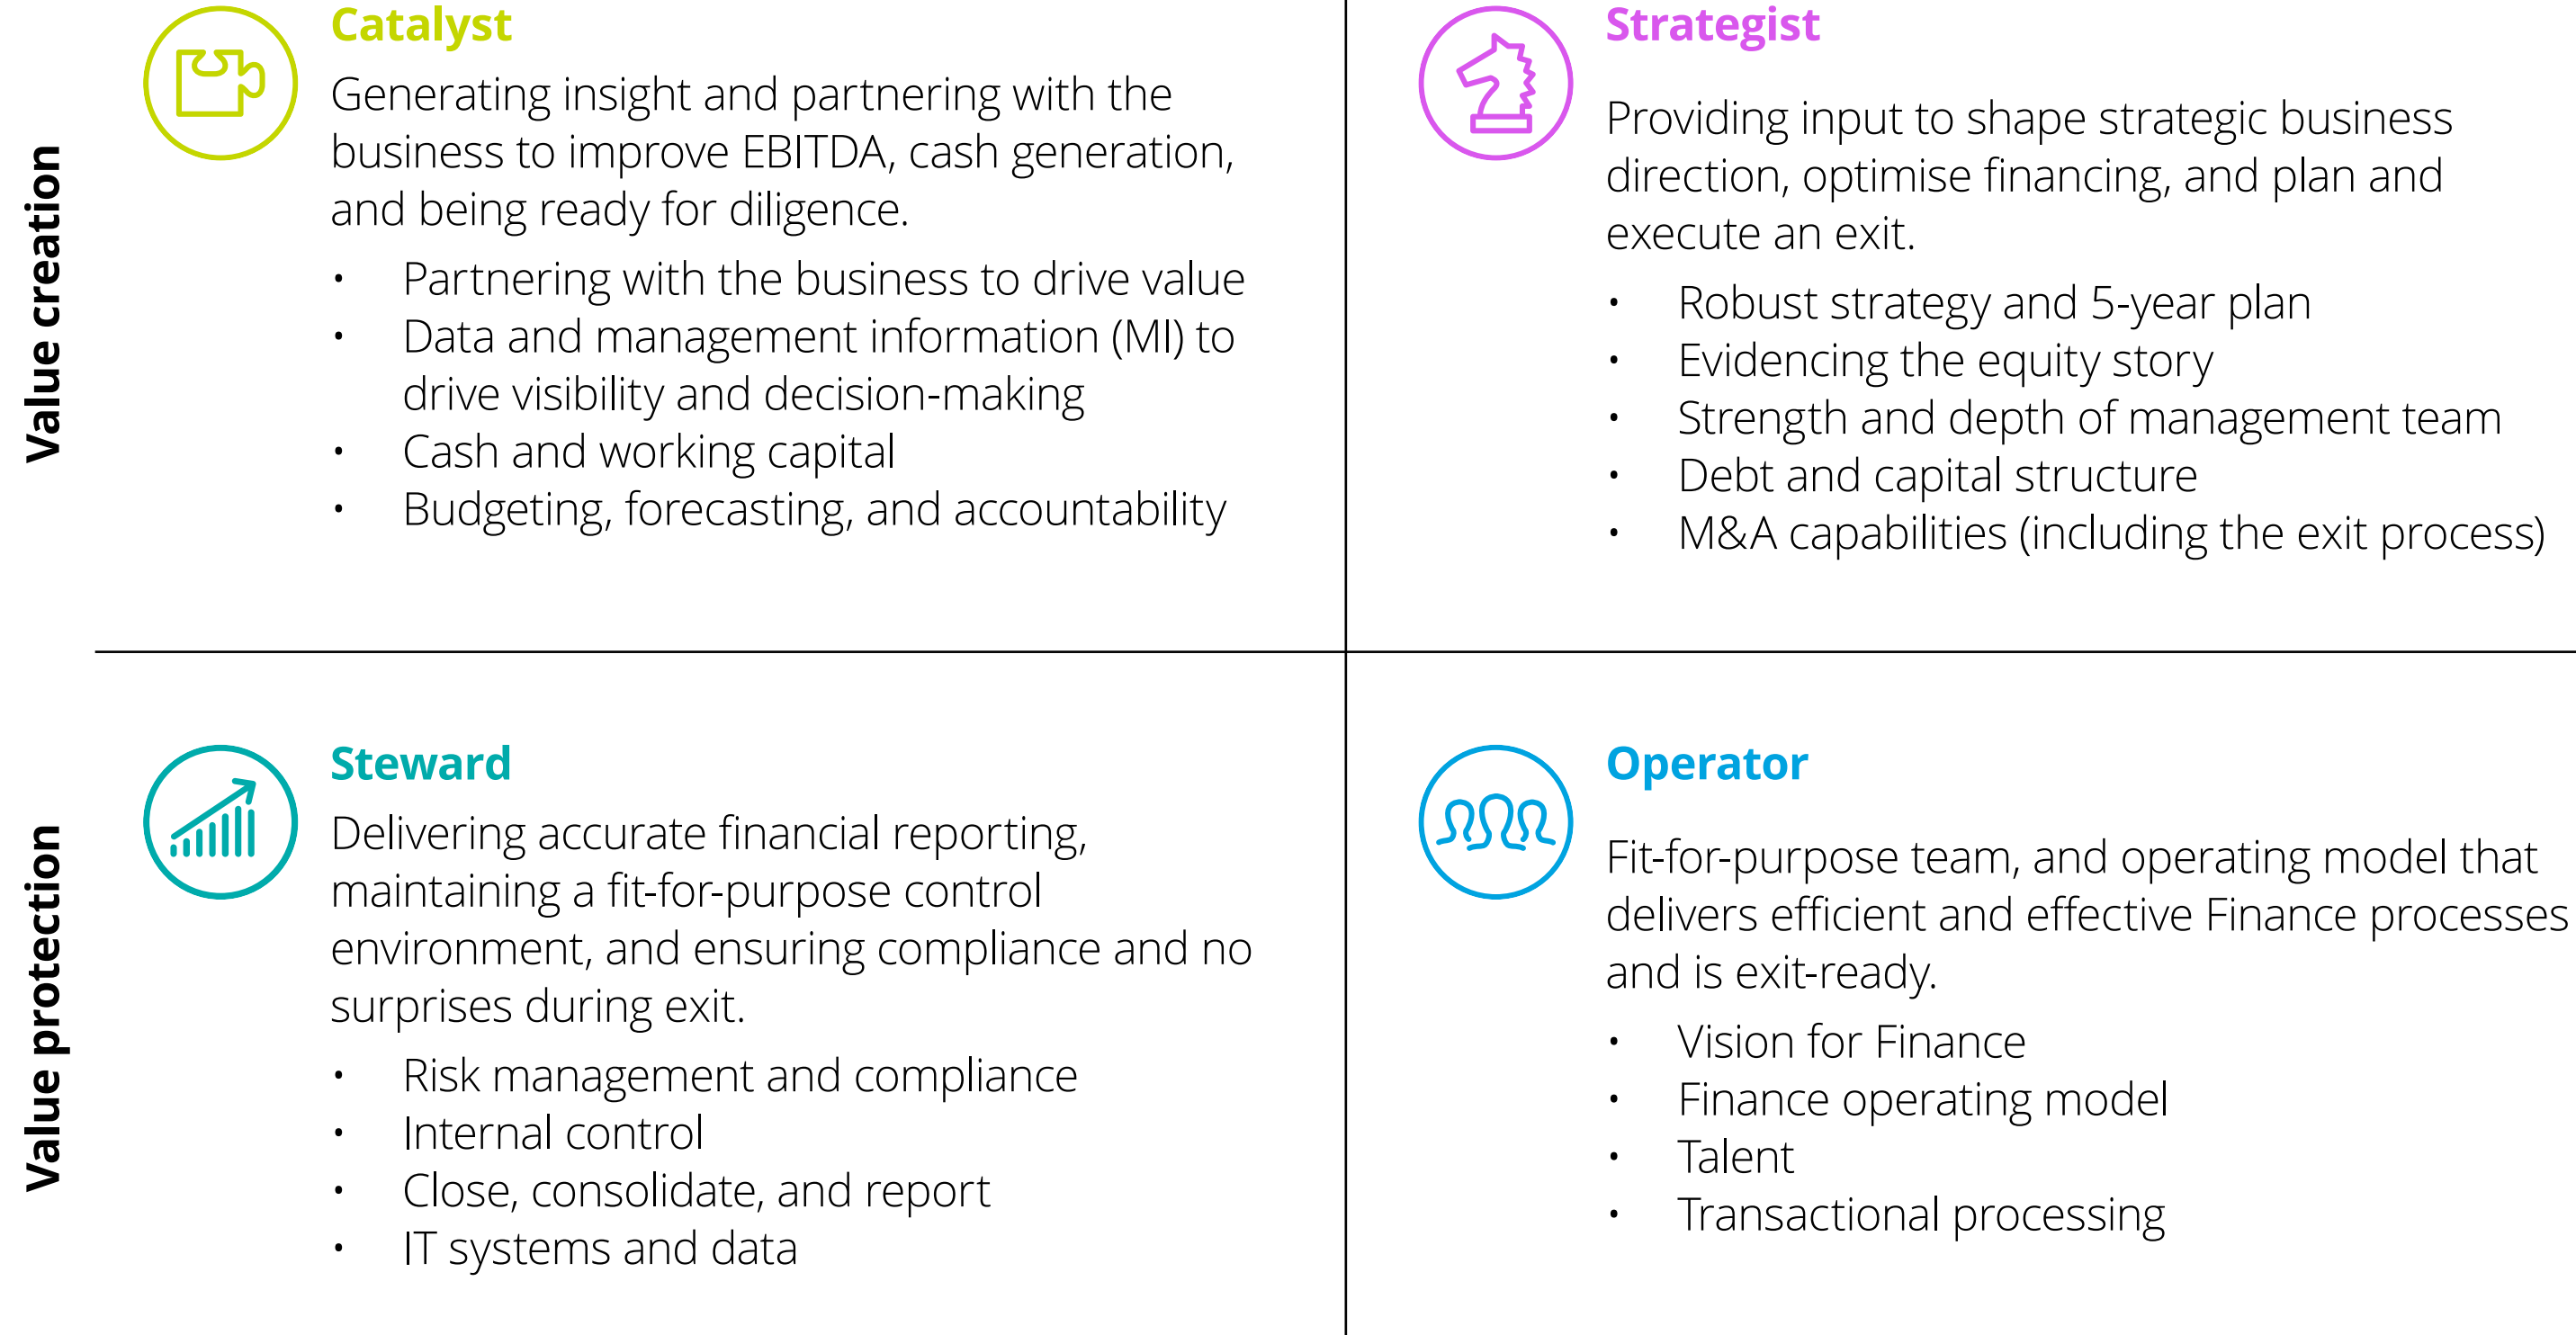 Value creation
Catalyst
Generating insight and partnering with the
business to improve EBITDA, cash generation,
and being ready for diligence.
• Partnering with the business to drive value
• Data and management information (MI) to
drive visibility and decision-making
• Cash and working capital
• Budgeting, forecasting, and accountability
Strategist
Providing input to shape strategic business
direction, optimise financing, and plan and
execute an exit.
• Robust strategy and 5-year plan
• Evidencing the equity story
• Strength and depth of management team
• Debt and capital structure
• M&A capabilities (including the exit process)
Value protection
Steward
Delivering accurate financial reporting,
maintaining a fit-for-purpose control
environment, and ensuring compliance and no
surprises during exit.
• Risk management and compliance
• Internal control
• Close, consolidate, and report
• IT systems and data
Operator
Fit-for-purpose team, and operating model that
delivers efficient and effective Finance processes
and is exit-ready.
• Vision for Finance
• Finance operating model
• Talent
• Transactional processing